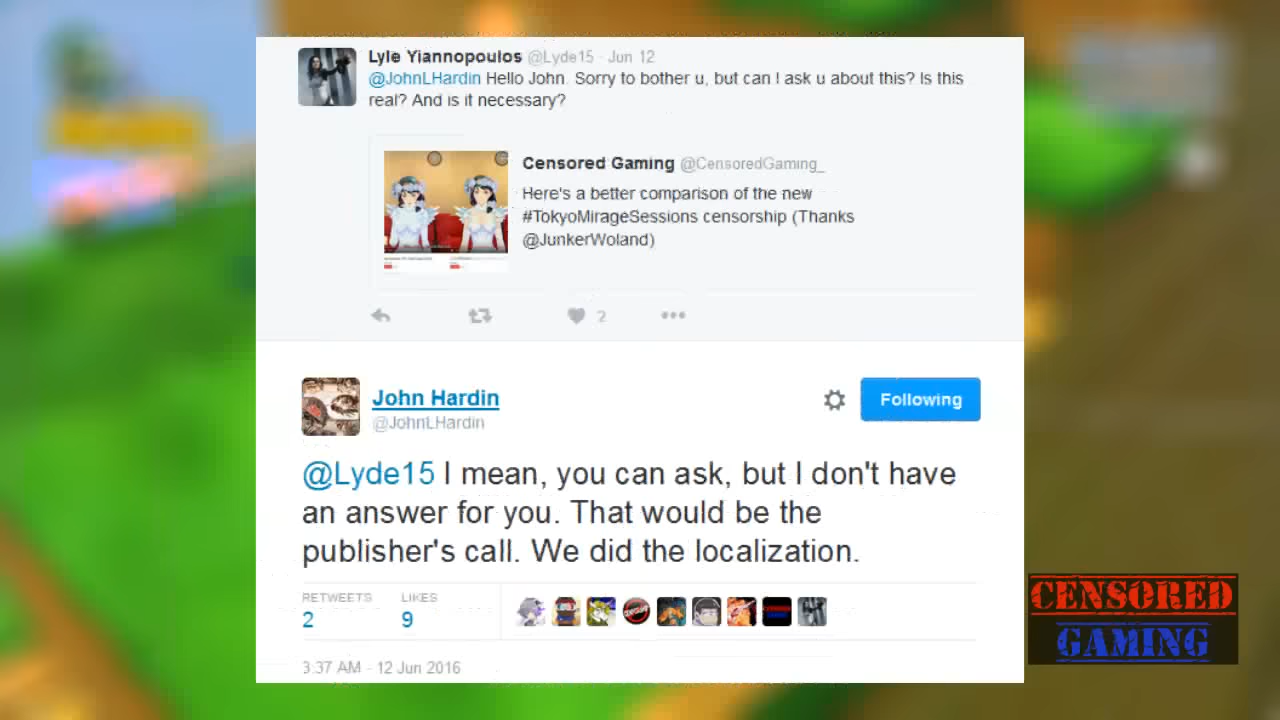 Lyle Yiannopoulos @Lyde15 · Jun 12
@JohnLHardin Hello John. Sorry to bother u, but can I ask u about this? Is this
real? And is it necessary?
Censored Gaming @CensoredGaming_
Here's a better comparison of the new
#TokyoMirageSessions censorship (Thanks
@JunkerWoland)
2
John Hardin
@JohnLHardin
Following
@Lyde15 I mean, you can ask, but I don't have
an answer for you. That would be the
publisher's call. We did the localization.
RETWEETS LIKES
2 9
3:37 AM - 12 Jun 2016
CENSORED
GAMING